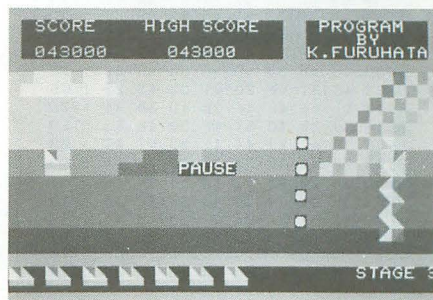 SCORE HIGH SCORE
043000 043000
PROGRAM
BY
K.FURUHATA
PAUSE
STAGE 3